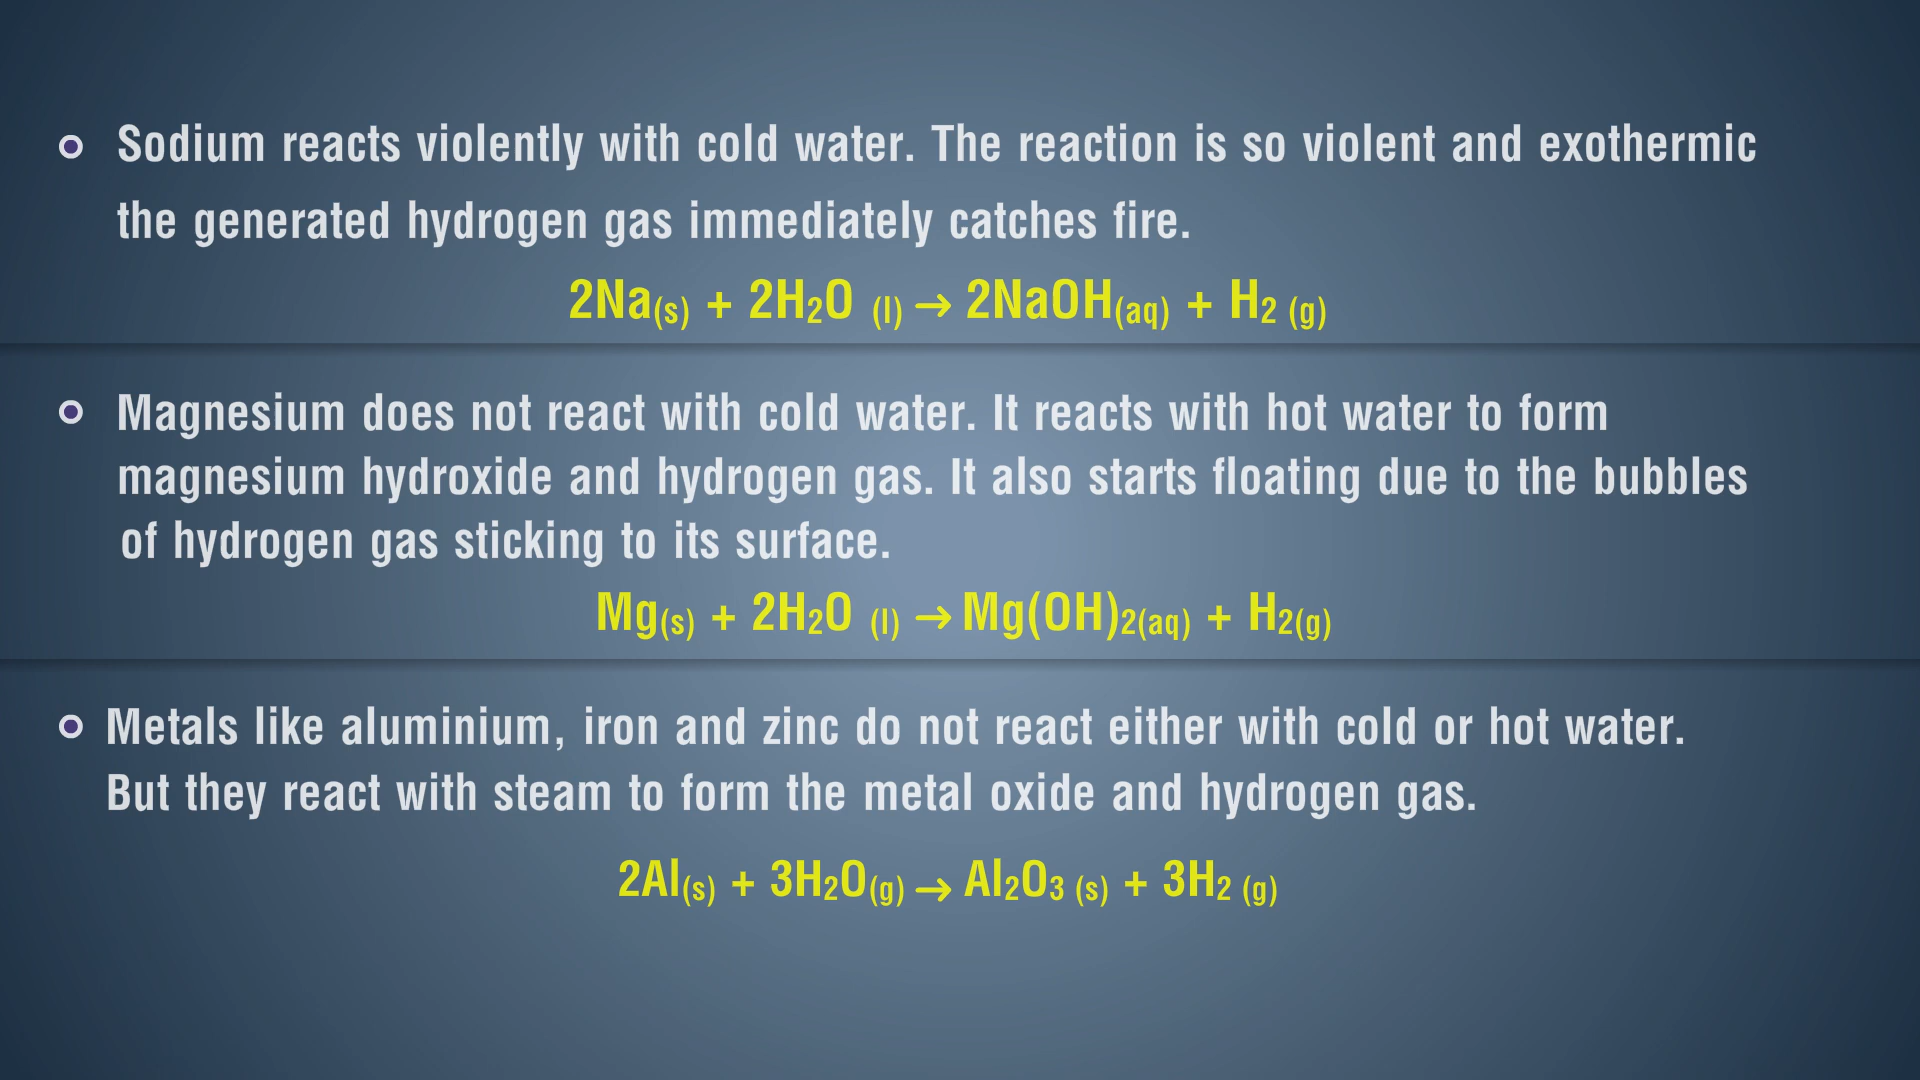 Sodium reacts violently with cold water. The reaction is so violent and exothermic
the generated hydrogen gas immediately catches fire.
2Na(s) + 2H2O (l) → 2NaOH(aq) + H2 (g)
Magnesium does not react with cold water. It reacts with hot water to form
magnesium hydroxide and hydrogen gas. It also starts floating due to the bubbles
of hydrogen gas sticking to its surface.
Mg(s) + 2H2O (l) → Mg(OH)2(aq) + H2(g)
Metals like aluminium, iron and zinc do not react either with cold or hot water.
But they react with steam to form the metal oxide and hydrogen gas.
2Al(s) + 3H2O(g) → Al2O3 (s) + 3H2 (g)